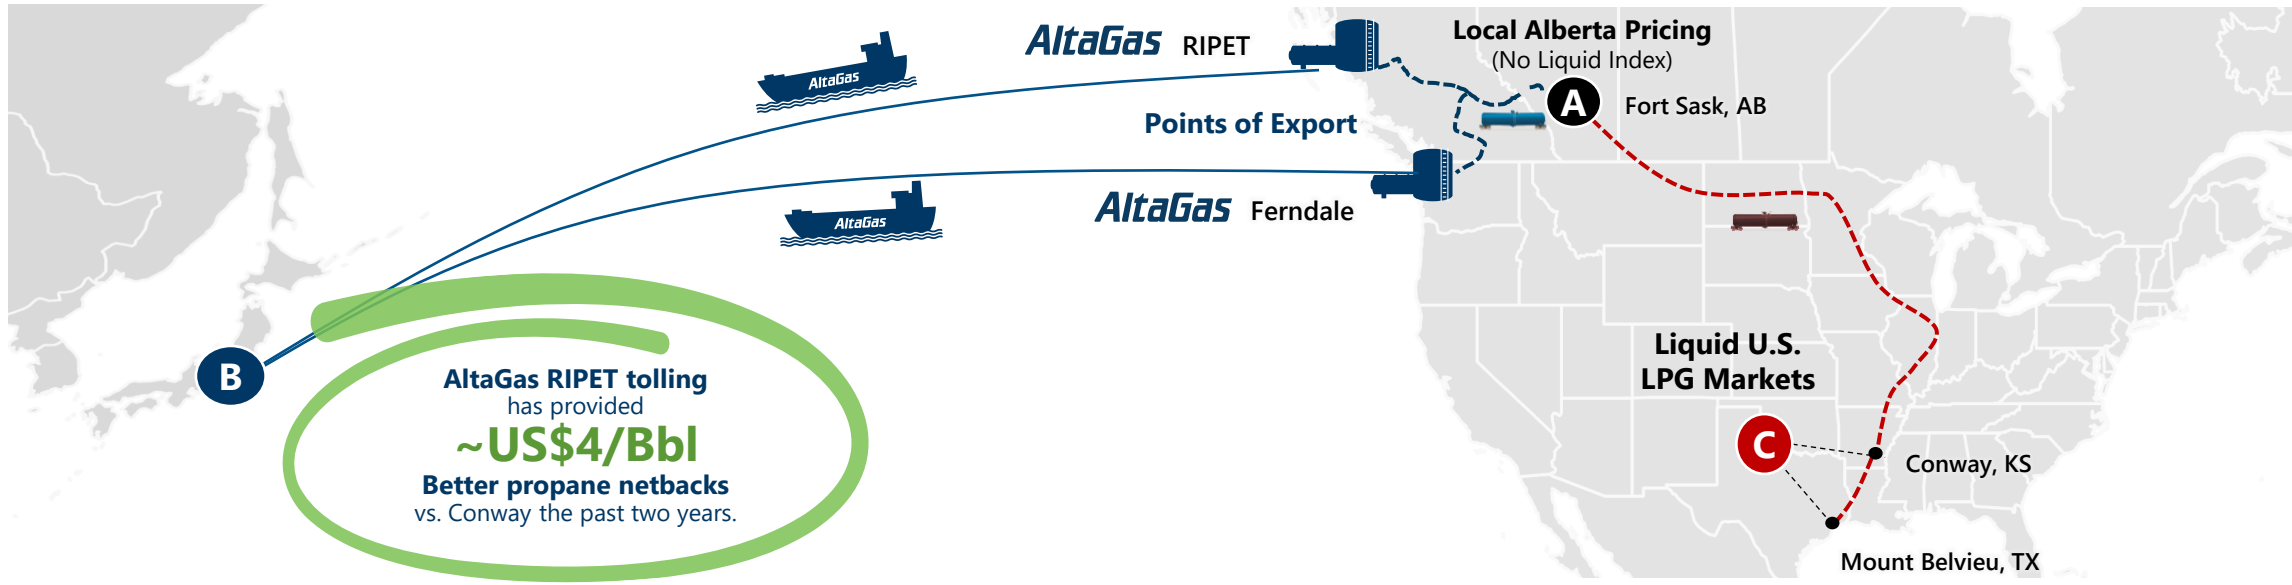 AltaGas RIPET
Local Alberta Pricing
(No Liquid Index)
AltaGas
A
Fort Sask, AB
Points of Export
AltaGas Ferndale
AltaGas
B
AltaGas RIPET tolling
has provided
~US$4/Bbl
Better propane netbacks
vs. Conway the past two years.
Liquid U.S.
LPG Markets
C
Conway, KS
Mount Belvieu, TX